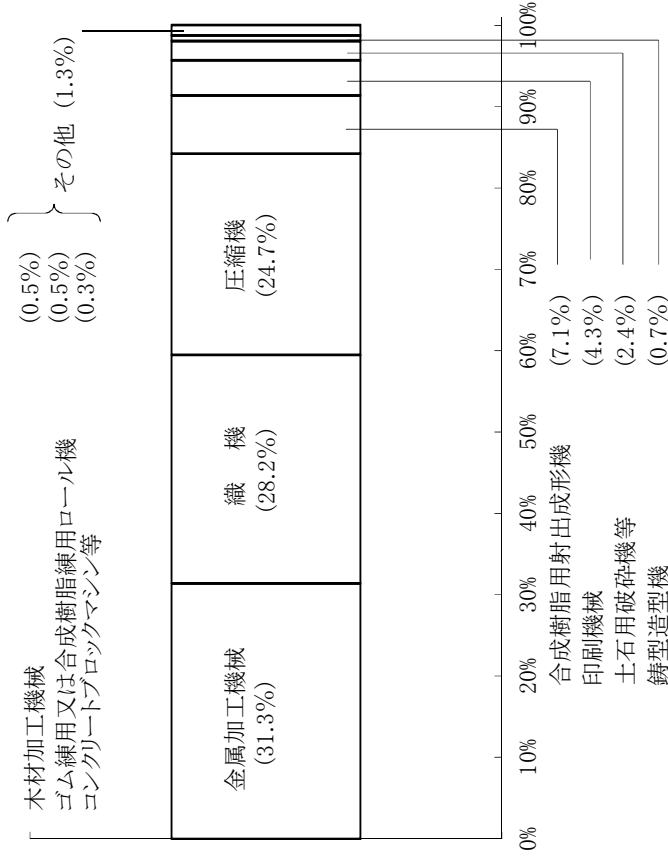 木材加工機械 (0.5%)
ゴム練用又は合成樹脂練用ロール機 (0.5%)
コンクリートブロックマシン等 (0.3%)
その他 (1.3%)
金属加工機械
(31.3%)
織　機
(28.2%)
圧縮機
(24.7%)
0% 10% 20% 30% 40% 50% 60% 70% 80% 90% 100%
合成樹脂用射出成形機 (7.1%)
印刷機械 (4.3%)
土石用破砕機等 (2.4%)
鋳型造型機 (0.7%)